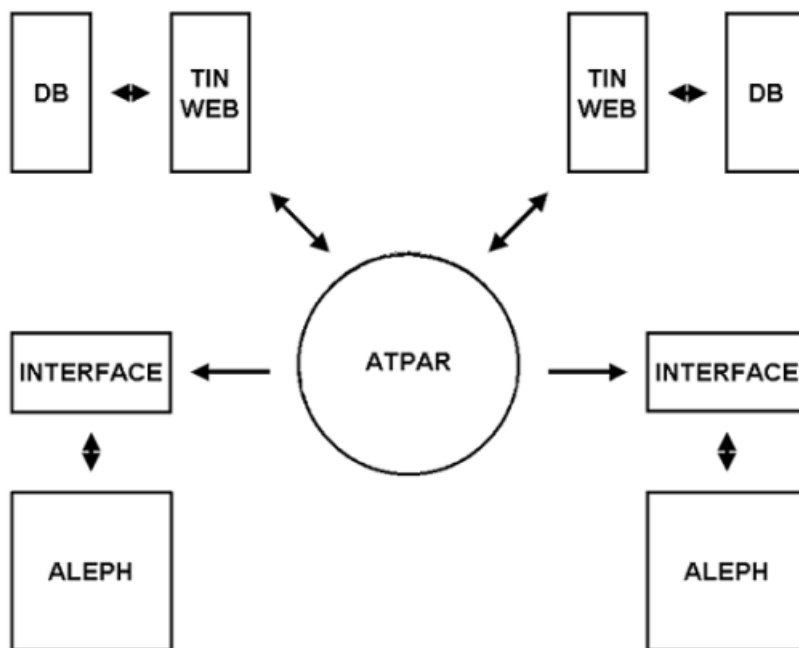 DB
TIN
WEB
TIN
WEB
DB
INTERFACE
ATPAR
INTERFACE
ALEPH
ALEPH